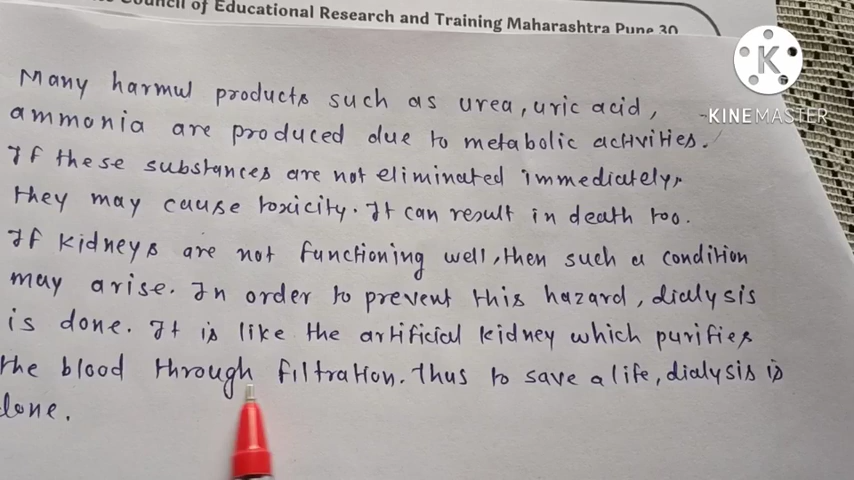 Council of Educational Research and Training Maharashtra Pune 30
K
KINEMASTER
Many harmul products such as urea, uric acid,
ammonia are produced due to metabolic activities.
If these substances are not eliminated immediately,
they may cause toxicity. It can result in death too.
If kidneys are not functioning well, then such a condition
may arise. In order to prevent this hazard, dialysis
is done. It is like the artificial kidney which purifies
the blood through filtration. Thus to save a life, dialysis is
done.